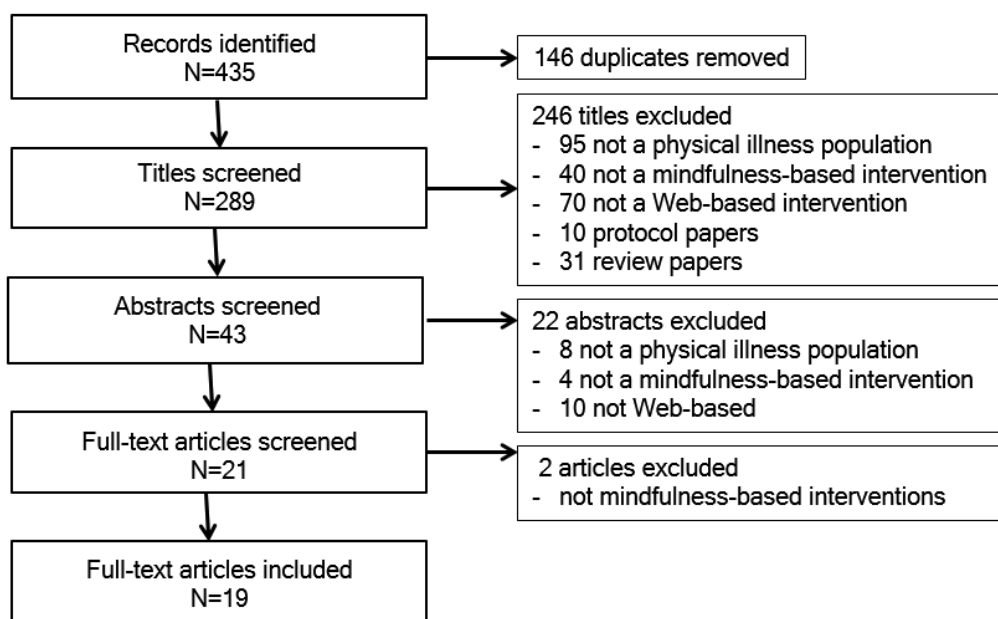 Records identified
N=435
146 duplicates removed
246 titles excluded
- 95 not a physical illness population
- 40 not a mindfulness-based intervention
- 70 not a Web-based intervention
- 10 protocol papers
- 31 review papers
Titles screened
N=289
Abstracts screened
N=43
22 abstracts excluded
- 8 not a physical illness population
- 4 not a mindfulness-based intervention
- 10 not Web-based
Full-text articles screened
N=21
2 articles excluded
- not mindfulness-based interventions
Full-text articles included
N=19